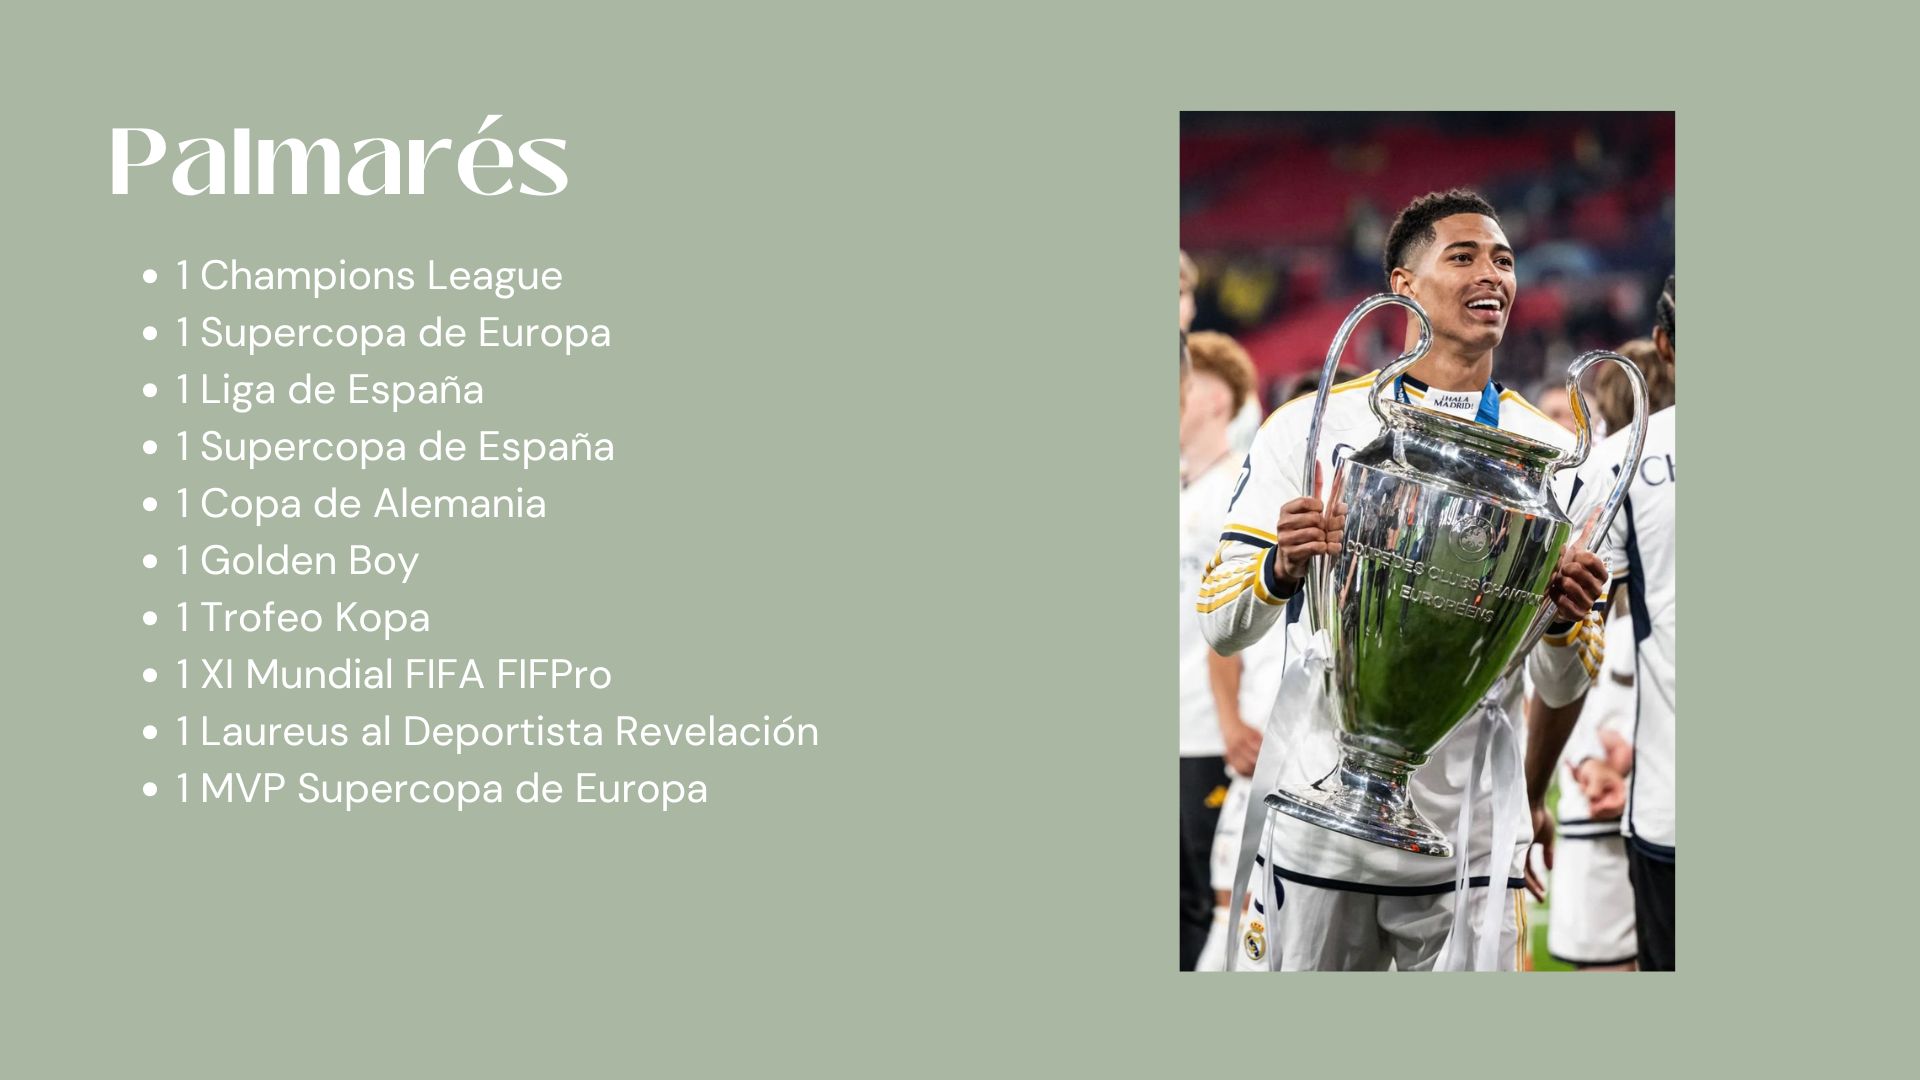 Palmarés
1 Champions League
1 Supercopa de Europa
1 Liga de España
1 Supercopa de España
1 Copa de Alemania
1 Golden Boy
1 Trofeo Kopa
1 XI Mundial FIFA FIFPro
1 Laureus al Deportista Revelación
1 MVP Supercopa de Europa
¡HALA
MADRID!
COUPE DES CLUBS CHAMPIONS
EUROPÉENS